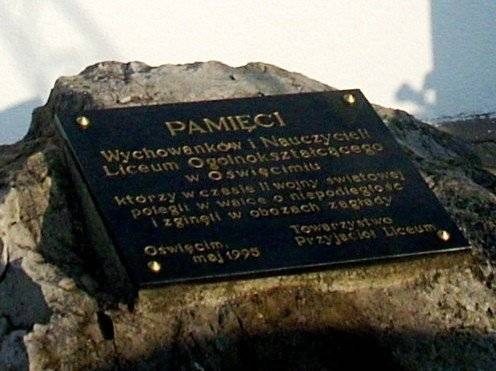 PAMIĘCI
Wychowanków i Nauczycieli
Liceum Ogólnokształcącego
w Oświęcimiu
którzy w czasie II wojny światowej
polegli w walce o niepodległość
i zginęli w obozach zagłady
Oświęcim,
maj 1995
Towarzystwo
Przyjaciół Liceum